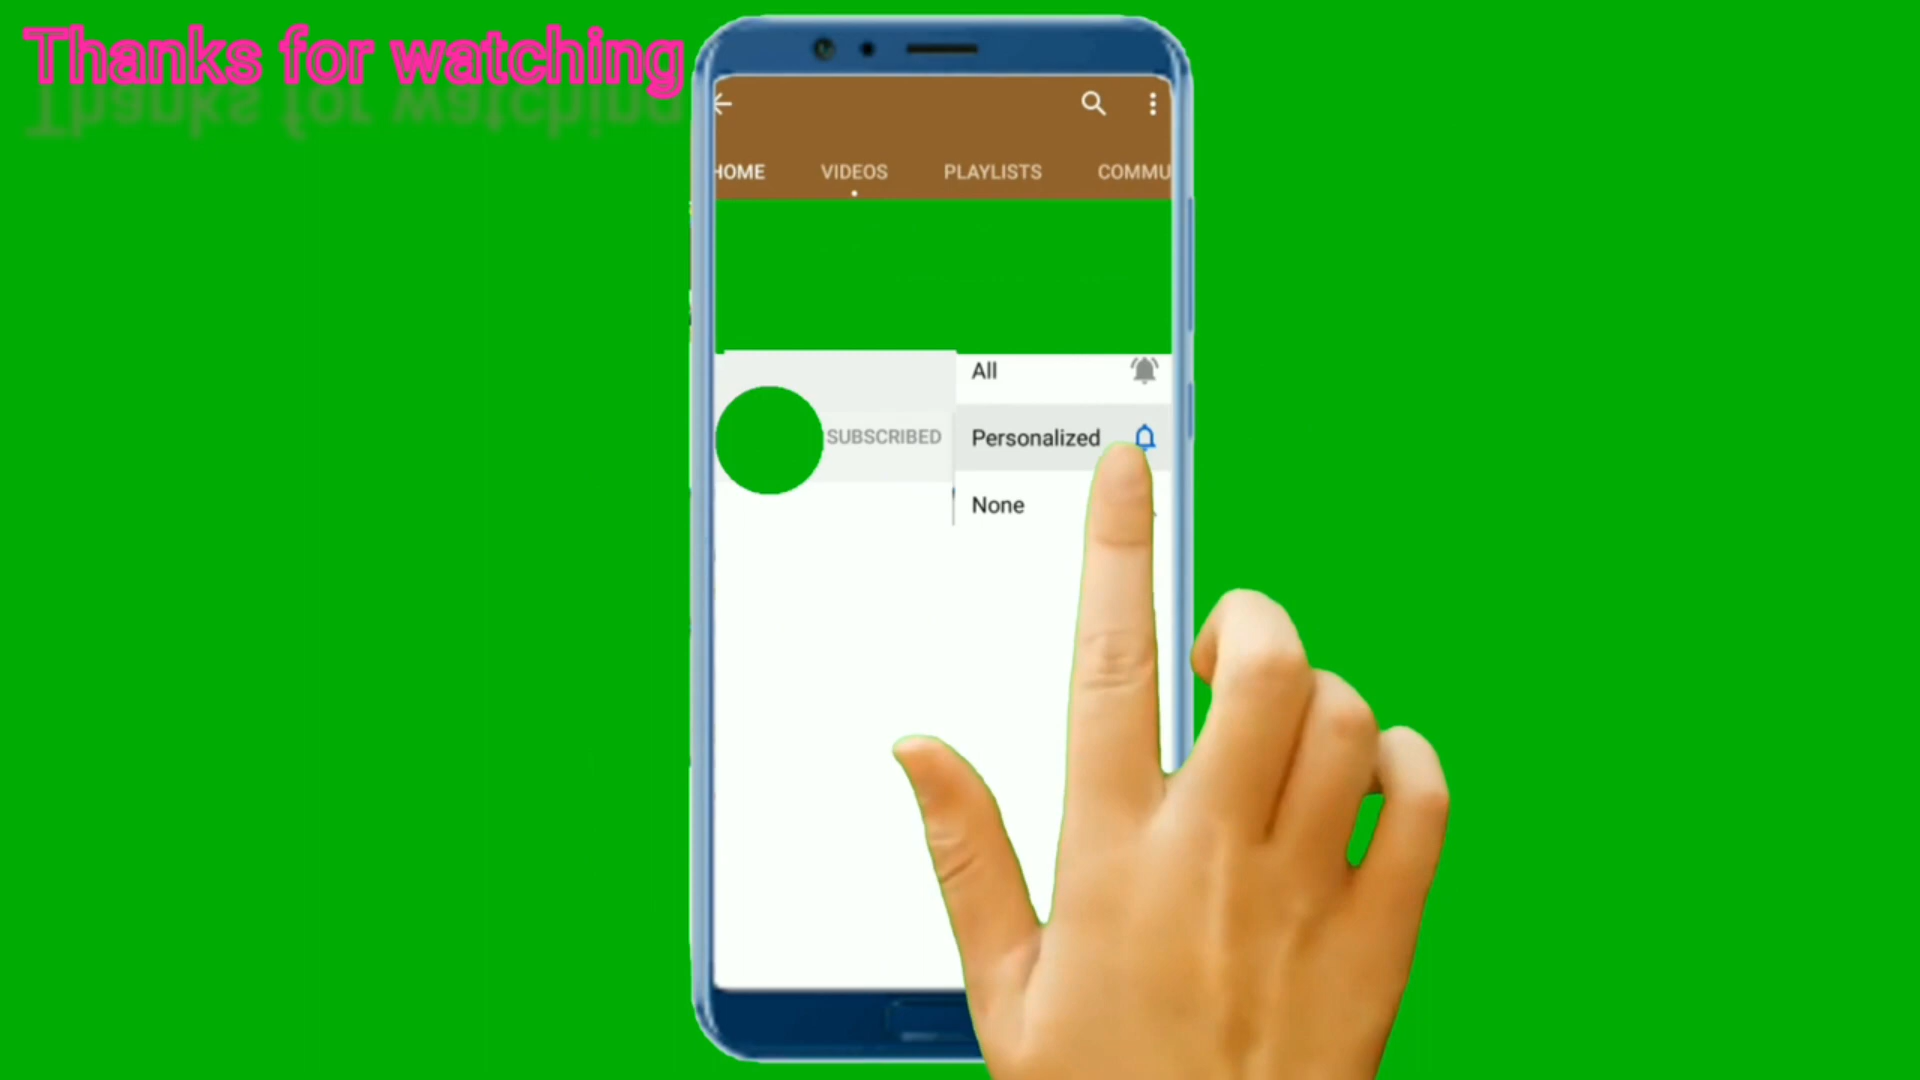 Thanks for watching
HOME VIDEOS PLAYLISTS COMMU
All
SUBSCRIBED Personalized
None